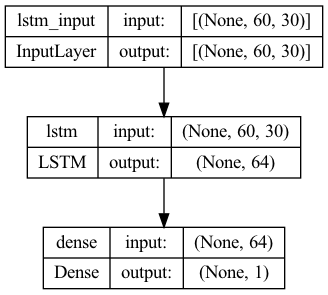 lstm_input input: [(None, 60, 30)]
InputLayer output: [(None, 60, 30)]
lstm input: (None, 60, 30)
LSTM output: (None, 64)
dense input: (None, 64)
Dense output: (None, 1)